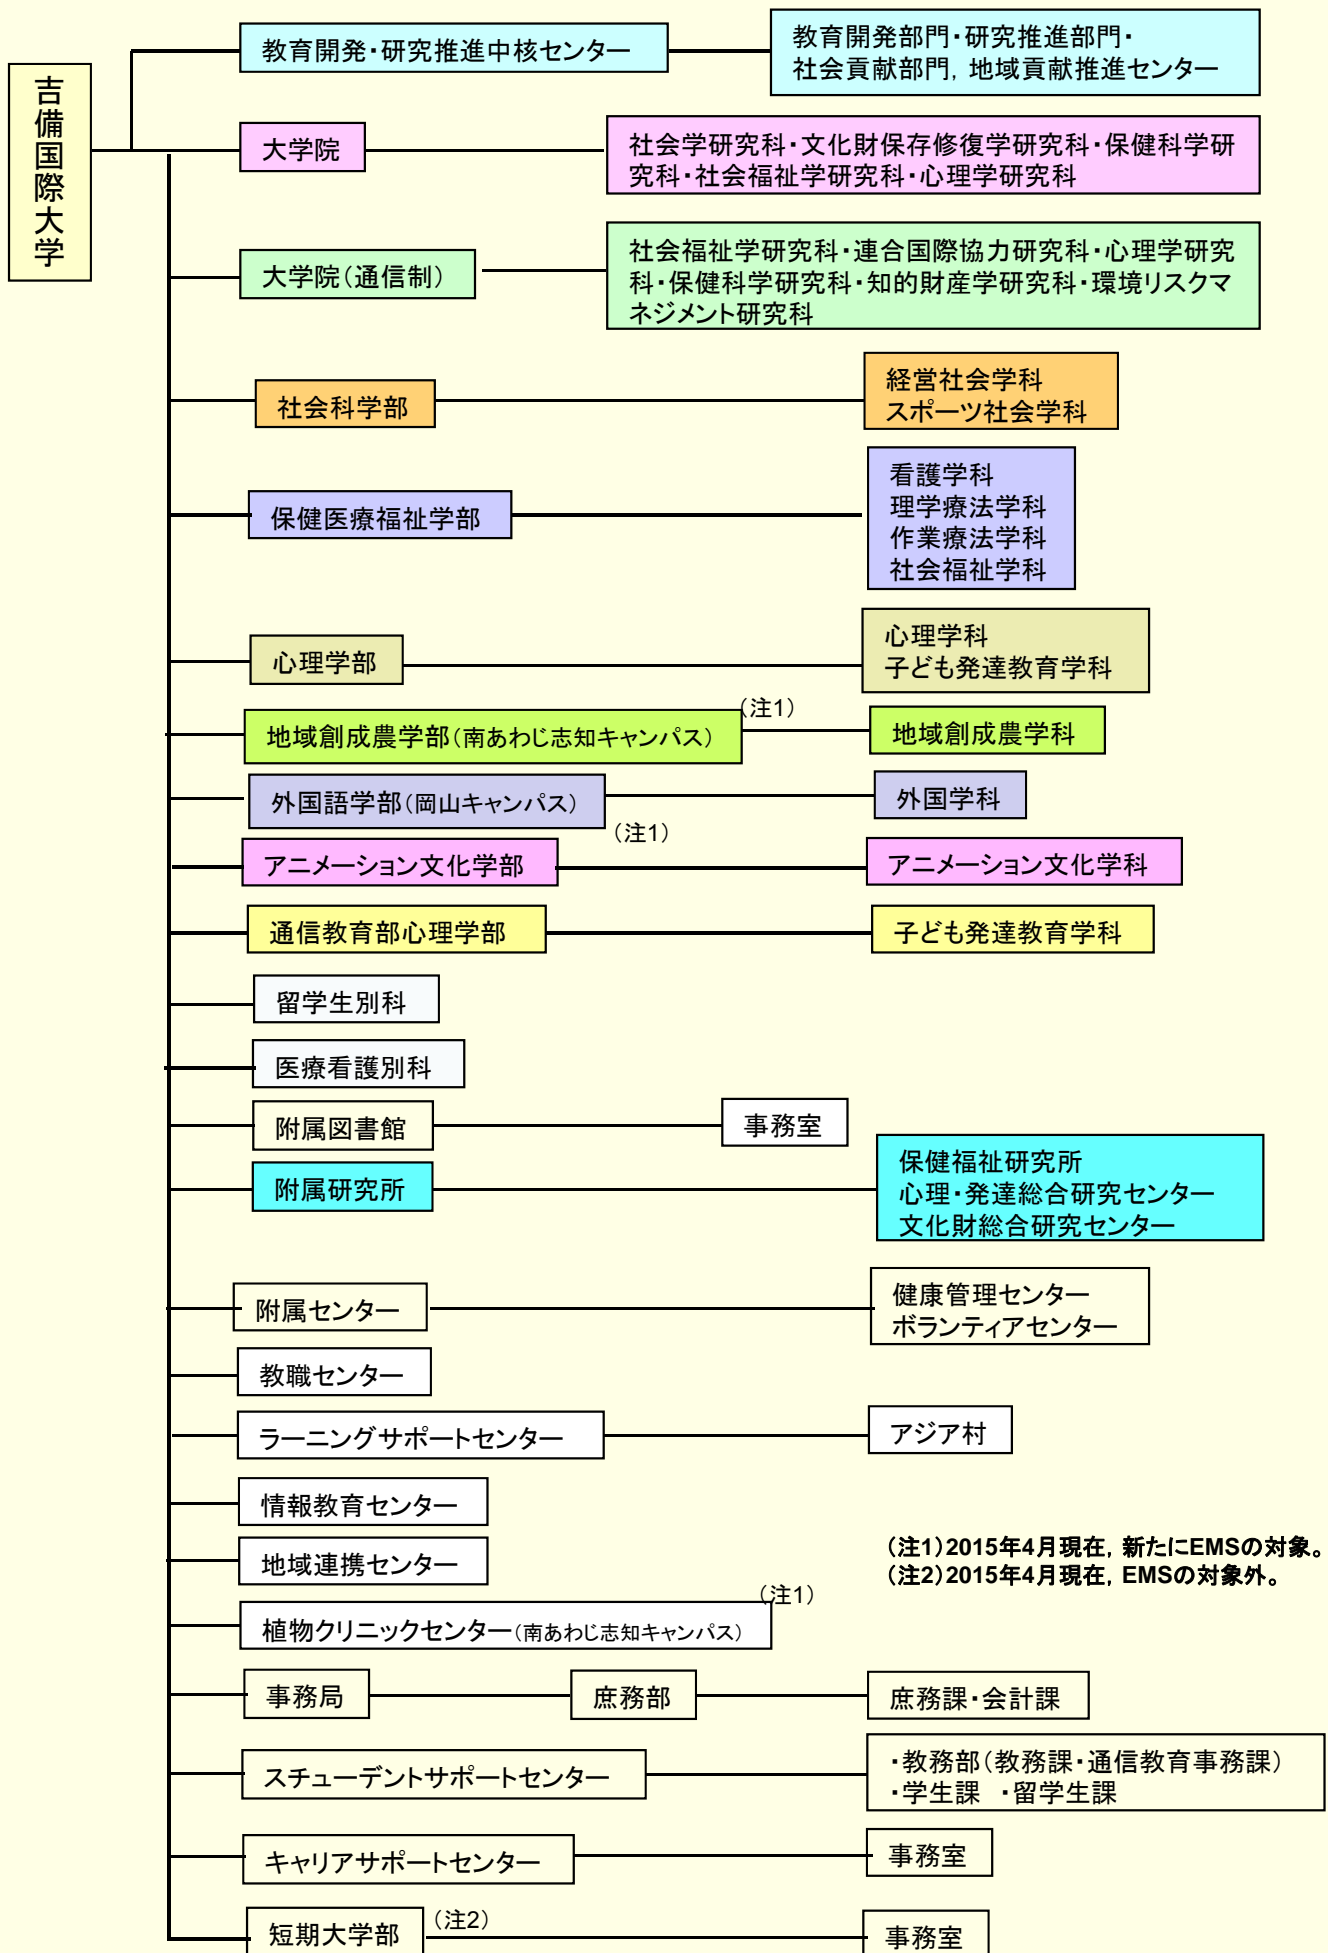 吉備国際大学
教育開発・研究推進中核センター
教育開発部門・研究推進部門・
社会貢献部門，地域貢献推進センター
大学院
社会学研究科・文化財保存修復学研究科・保健科学研
究科・社会福祉学研究科・心理学研究科
大学院（通信制）
社会福祉学研究科・連合国際協力研究科・心理学研究
科・保健科学研究科・知的財産学研究科・環境リスクマ
ネジメント研究科
社会科学部
経営社会学科
スポーツ社会学科
保健医療福祉学部
看護学科
理学療法学科
作業療法学科
社会福祉学科
心理学部
心理学科
子ども発達教育学科
地域創成農学部（南あわじ志知キャンパス）
（注1）
地域創成農学科
外国語学部（岡山キャンパス）
外国学科
（注1）
アニメーション文化学部
アニメーション文化学科
通信教育部心理学部
子ども発達教育学科
留学生別科
医療看護別科
附属図書館
事務室
附属研究所
保健福祉研究所
心理・発達総合研究センター
文化財総合研究センター
附属センター
健康管理センター
ボランティアセンター
教職センター
ラーニングサポートセンター
アジア村
情報教育センター
地域連携センター
（注1）2015年4月現在，新たにEMSの対象。
（注2）2015年4月現在，EMSの対象外。
植物クリニックセンター（南あわじ志知キャンパス）
（注1）
事務局
庶務部
庶務課・会計課
スチューデントサポートセンター
・教務部（教務課・通信教育事務課）
・学生課　・留学生課
キャリアサポートセンター
事務室
短期大学部
（注2）
事務室